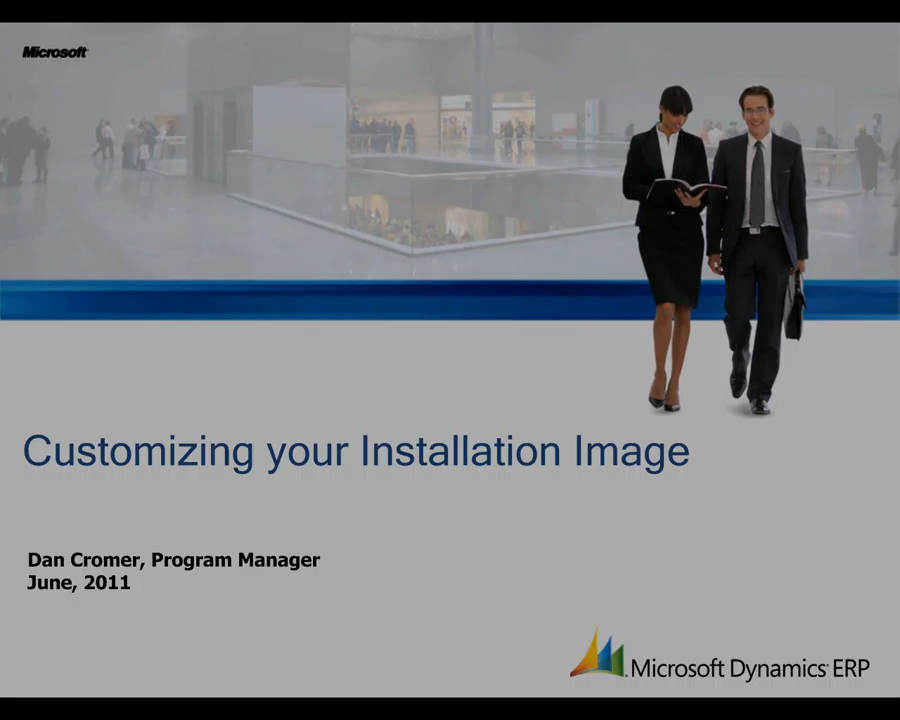 Microsoft
Customizing your Installation Image
Dan Cromer, Program Manager
June, 2011
Microsoft Dynamics ERP